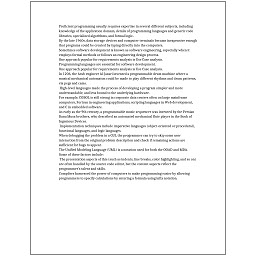 Proficient programming usually requires expertise in several different subjects, including
knowledge of the application domain, details of programming languages and generic code
libraries, specialized algorithms, and formal logic.
By the late 1960s, data storage devices and computer terminals became inexpensive enough
that programs could be created by typing directly into the computers.
Integrated software development is known as software engineering, especially when it
employs formal methods or follows an engineering design process.
One approach popular for requirements analysis is Use Case analysis.
Programming languages are essential for software development.
One approach popular for requirements analysis is Use Case analysis.
In 1206, the Arab engineer Al-Jazari invented a programmable drum machine where a
musical mechanical automaton could be made to play different rhythms and drum patterns,
via pegs and cams.
High-level languages made the process of developing a program simpler and more
understandable, and less bound to the underlying hardware.
For example, COBOL is still strong in corporate data centers often on large mainframe
computers, Fortran in engineering applications, scripting languages in Web development,
and C in embedded software.
As early as the 9th century, a programmable music sequencer was invented by the Persian
Banu Musa brothers, who described an automated mechanical flute player in the Book of
Ingenious Devices.
Implementation techniques include imperative languages (object-oriented or procedural),
functional languages, and logic languages.
When debugging the problem in a GUI, the programmer can try to skip some user
interaction from the original problem description and check if remaining actions are
sufficient for bugs to appear.
The Unified Modeling Language (UML) is a notation used for both the OOAD and MDA.
Some of these factors include:
The presentation aspects of this (such as indents, line breaks, color highlighting, and so on)
are often handled by the source code editor, but the content aspects reflect the
programmer's talent and skills.
Compilers harnessed the power of computers to make programming easier by allowing
programmers to specify calculations by entering a formula using infix notation.